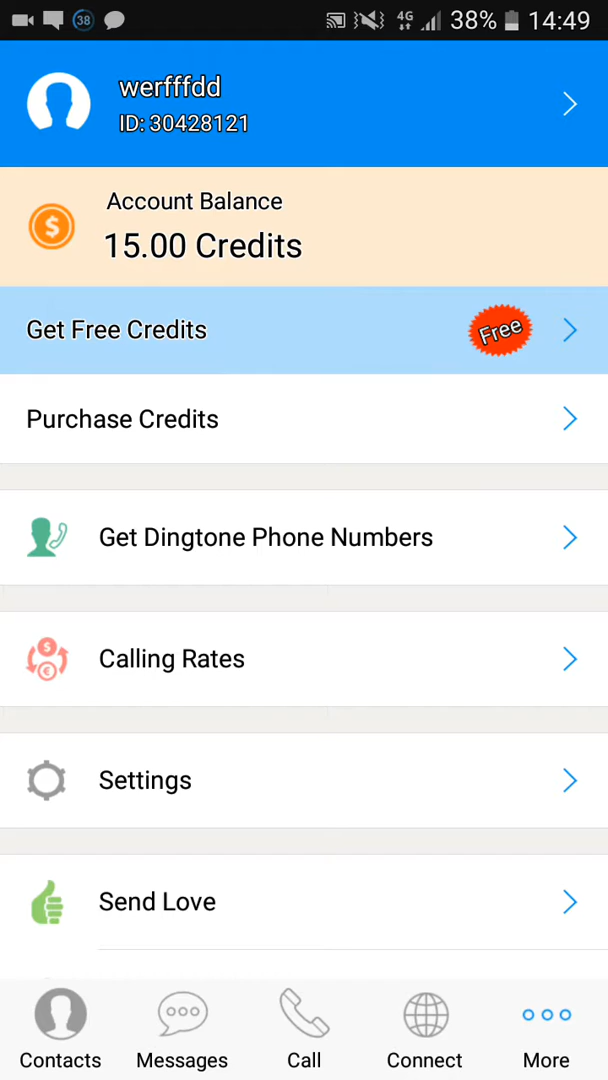 38 4G 38% 14:49
werfffdd
ID: 30428121
Account Balance
15.00 Credits
Get Free Credits Free
Purchase Credits
Get Dingtone Phone Numbers
Calling Rates
Settings
Send Love
Contacts Messages Call Connect More